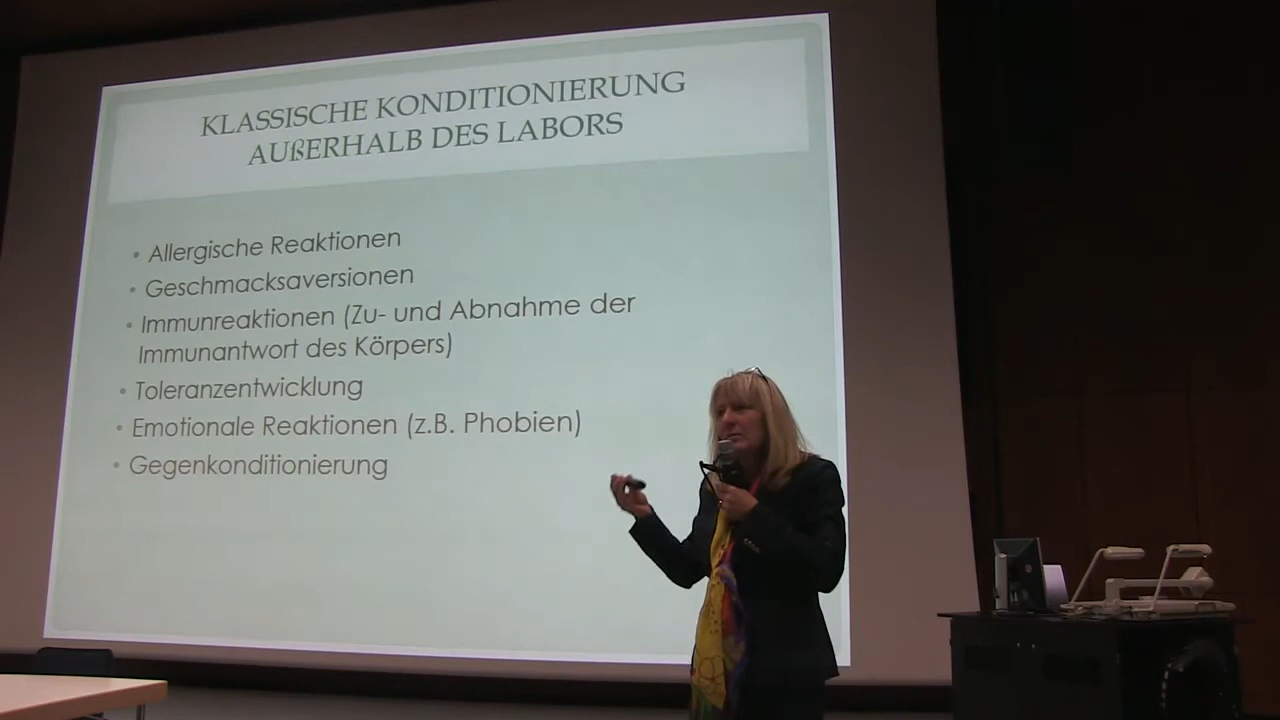 KLASSISCHE KONDITIONIERUNG
AUßERHALB DES LABORS
• Allergische Reaktionen
• Geschmacksaversionen
• Immunreaktionen (Zu- und Abnahme der
Immunantwort des Körpers)
• Toleranzentwicklung
• Emotionale Reaktionen (z.B. Phobien)
• Gegenkonditionierung